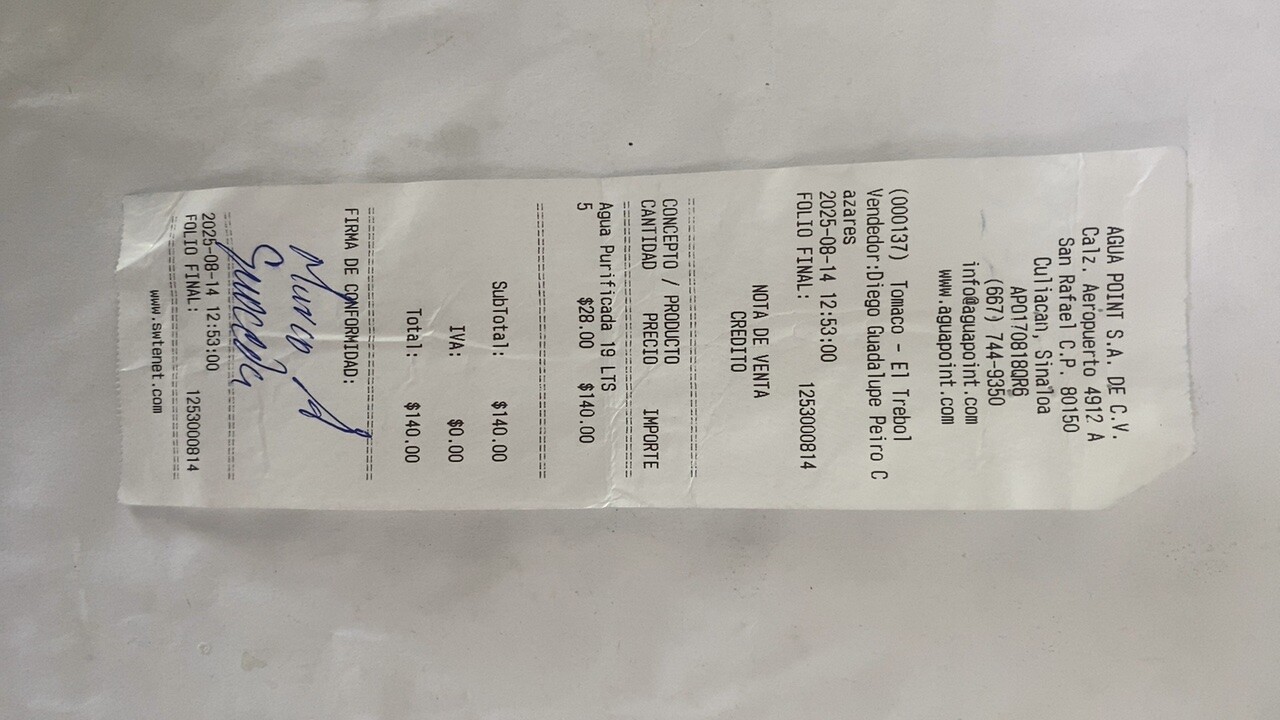 AGUA POINT S.A. DE C.V.
Calz. Aeropuerto 4912 A
San Rafael C.P. 80150
Culiacan, Sinaloa
APO170818QR6
(667) 744-9350
info@aguapoint.com
www.aguapoint.com
(000137) Tomaco - El Trebol
Vendedor:Diego Guadalupe Peiro C
azares
2025-08-14 12:53:00
FOLIO FINAL: 1253000814
NOTA DE VENTA
CREDITO
CONCEPTO / PRODUCTO
CANTIDAD PRECIO IMPORTE
Agua Purificada 19 LTS
5 $28.00 $140.00
SubTotal: $140.00
IVA: $0.00
Total: $140.00
FIRMA DE CONFORMIDAD:
2025-08-14 12:53:00
FOLIO FINAL: 1253000814
www.swtenet.com